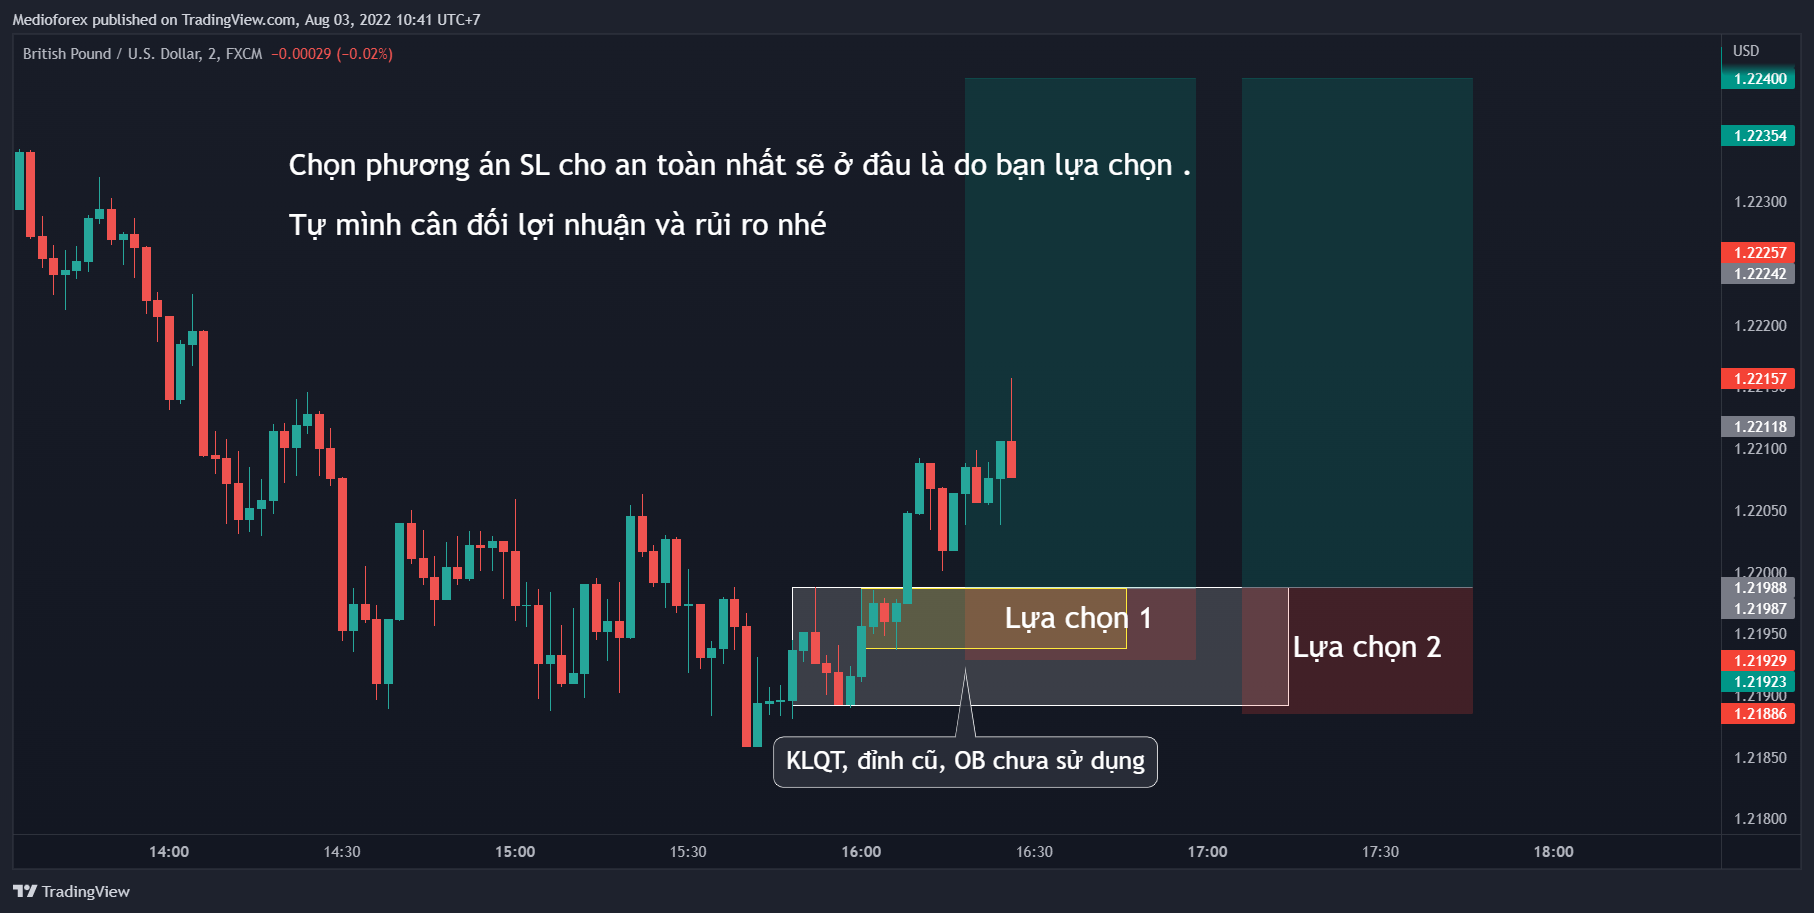 Medioforex published on TradingView.com, Aug 03, 2022 10:41 UTC+7
British Pound / U.S. Dollar, 2, FXCM −0.00029 (−0.02%)
USD
1.22400
1.22354
Chọn phương án SL cho an toàn nhất sẽ ở đâu là do bạn lựa chọn .
1.22300
Tự mình cân đối lợi nhuận và rủi ro nhé
1.22257
1.22242
1.22200
1.22157
1.22118
1.22100
1.22050
1.22000
1.21988
1.21987
Lựa chọn 1
1.21950
Lựa chọn 2
1.21929
1.21923
1.21900
1.21886
KLQT, đỉnh cũ, OB chưa sử dụng
1.21850
1.21800
14:00 14:30 15:00 15:30 16:00 16:30 17:00 17:30 18:00
TradingView